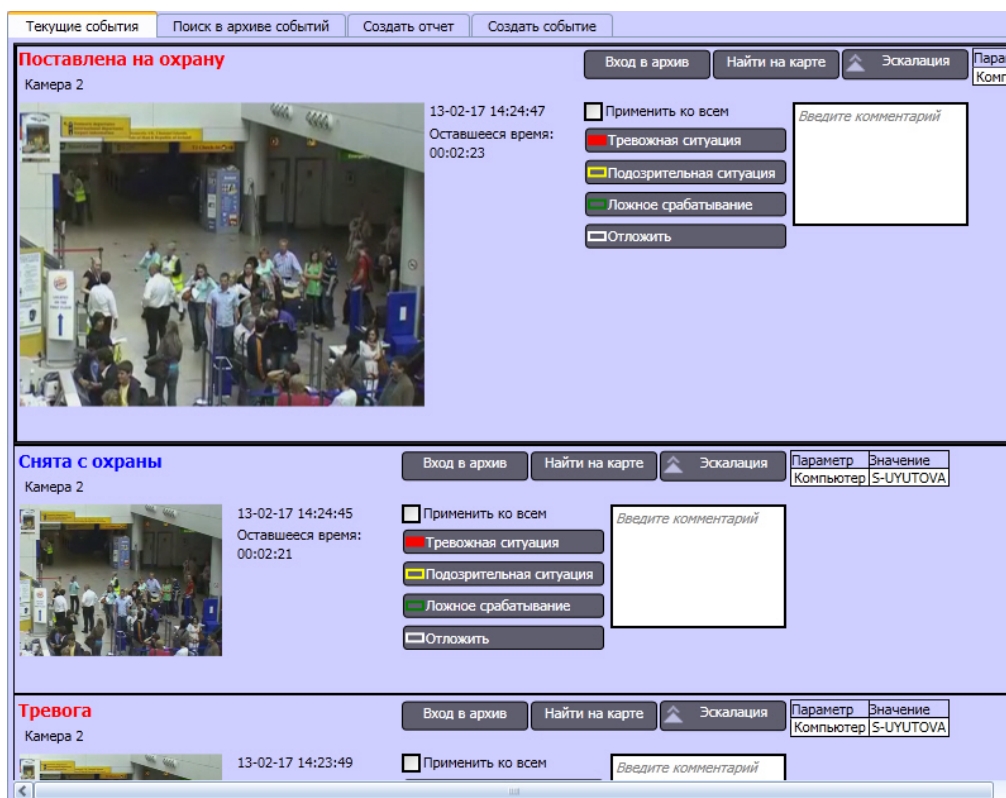 Текущие события
Поиск в архиве событий
Создать отчет
Создать событие
Поставлена на охрану
Вход в архив
Найти на карте
Эскалация
Камера 2
13-02-17 14:24:47
Оставшееся время:
00:02:23
Применить ко всем
Тревожная ситуация
Подозрительная ситуация
Ложное срабатывание
Отложить
Введите комментарий
Снята с охраны
Вход в архив
Найти на карте
Эскалация
Параметр Значение
Компьютер S-UYUTOVA
Камера 2
13-02-17 14:24:45
Оставшееся время:
00:02:21
Применить ко всем
Тревожная ситуация
Подозрительная ситуация
Ложное срабатывание
Отложить
Введите комментарий
Тревога
Вход в архив
Найти на карте
Эскалация
Параметр Значение
Компьютер S-UYUTOVA
Камера 2
13-02-17 14:23:49
Применить ко всем
Введите комментарий